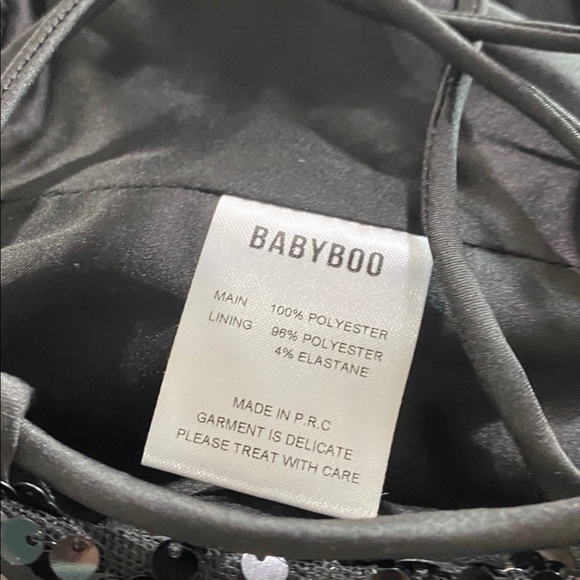 BABYBOO
MAIN 100% POLYESTER
LINING 96% POLYESTER
4% ELASTANE
MADE IN P.R.C
GARMENT IS DELICATE
PLEASE TREAT WITH CARE